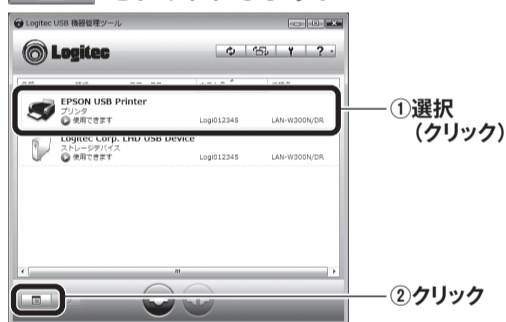 Logitec USB 機器管理ツール
Logitec
EPSON USB Printer
プリンタ
使用できます
Logi012345
LAN-W300N/DR
Logitec Corp. LHD USB Device
ストレージデバイス
使用できます
Logi012345
LAN-W300N/DR
①選択
(クリック)
②クリック